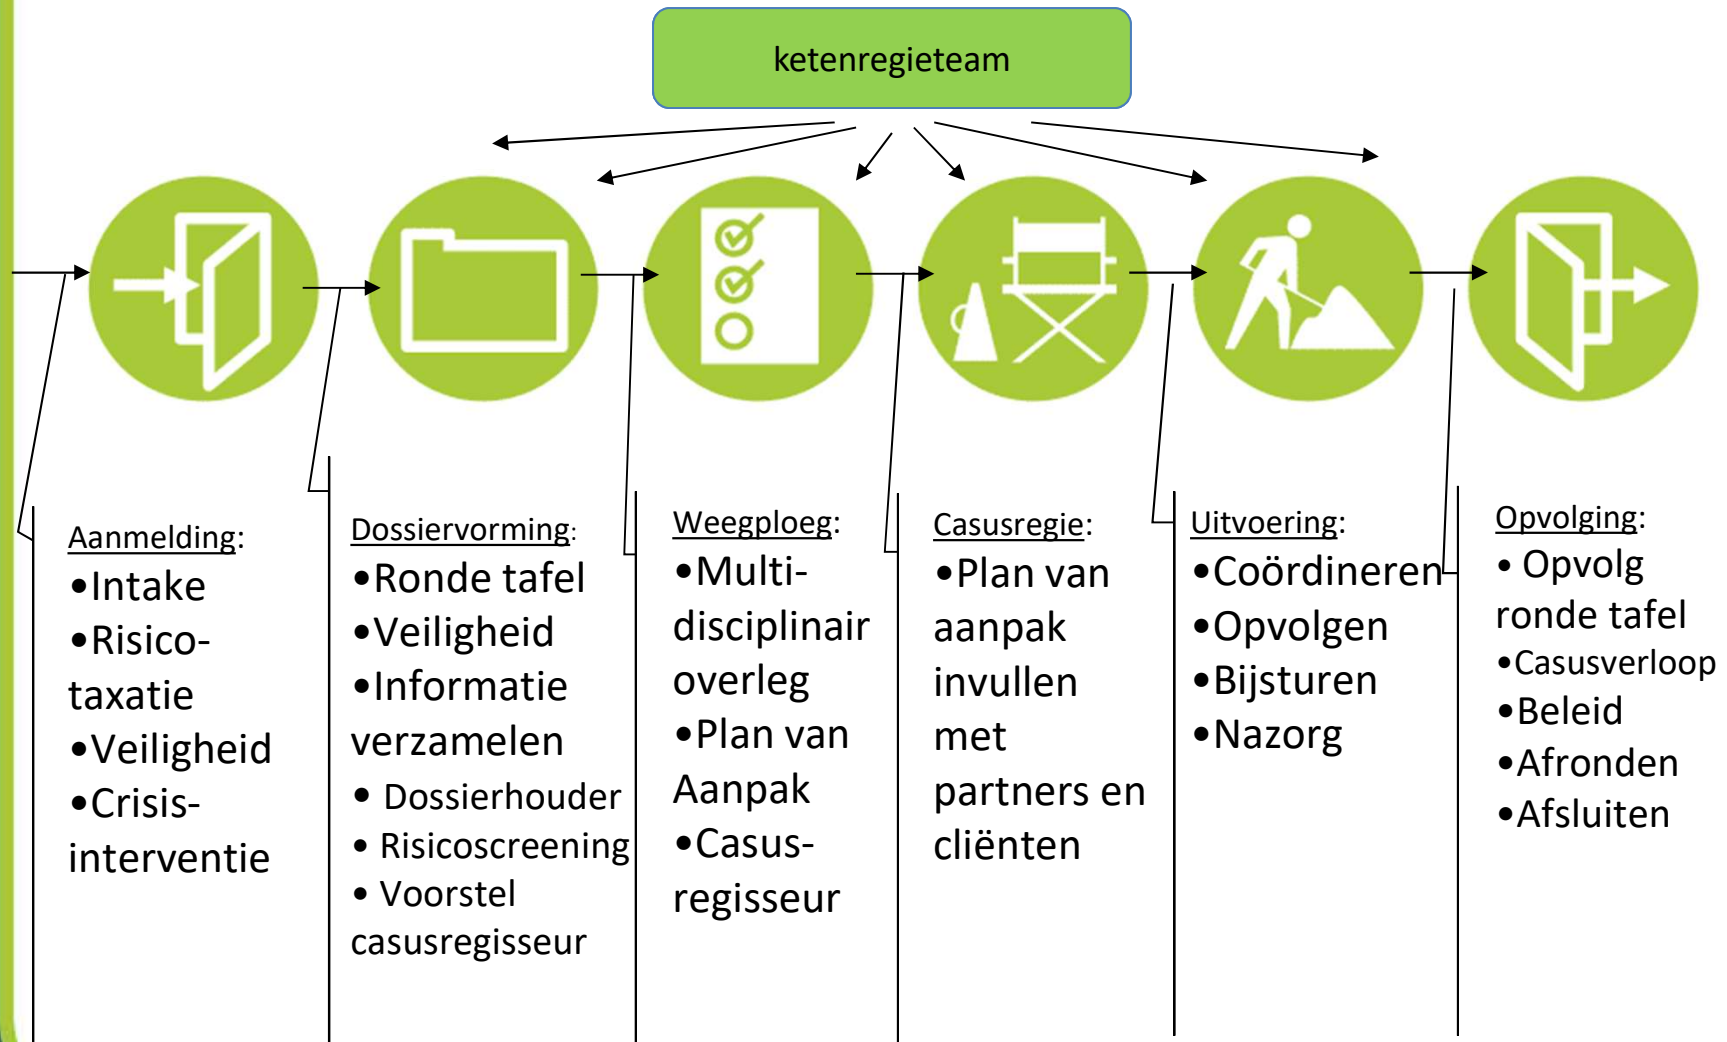 ketenregieteam
Aanmelding:
•Intake
•Risico-
taxatie
•Veiligheid
•Crisis-
interventie
Dossiervorming:
•Ronde tafel
•Veiligheid
•Informatie
verzamelen
• Dossierhouder
• Risicoscreening
• Voorstel
casusregisseur
Weegploeg:
•Multi-
disciplinair
overleg
•Plan van
Aanpak
•Casus-
regisseur
Casusregie:
•Plan van
aanpak
invullen
met
partners en
cliënten
Uitvoering:
•Coördineren
•Opvolgen
•Bijsturen
•Nazorg
Opvolging:
• Opvolg
ronde tafel
•Casusverloop
•Beleid
•Afronden
•Afsluiten